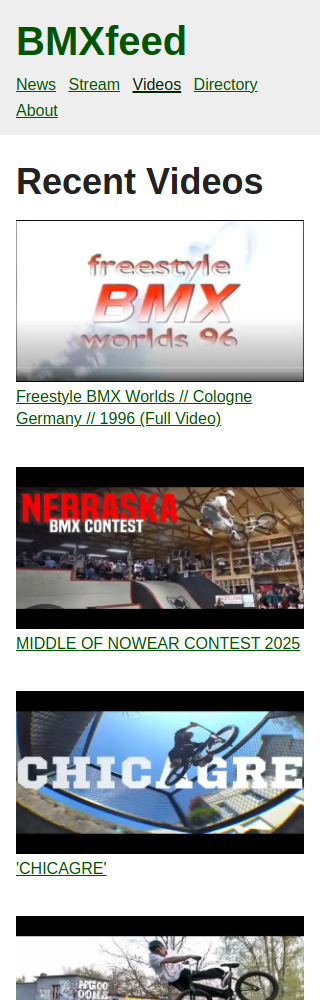 BMXfeed
News Stream Videos Directory
About
Recent Videos
freestyle
BMX
worlds 96
Freestyle BMX Worlds // Cologne
Germany // 1996 (Full Video)
NEBRASKA
BMX CONTEST
MIDDLE OF NOWEAR CONTEST 2025
CHICAGRE
'CHICAGRE'